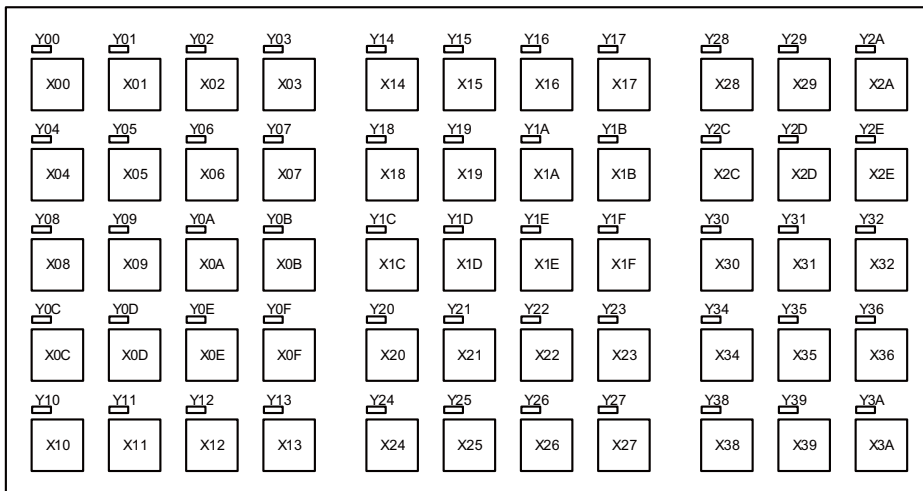 Y00 Y01 Y02 Y03 Y14 Y15 Y16 Y17 Y28 Y29 Y2A
X00 X01 X02 X03 X14 X15 X16 X17 X28 X29 X2A
Y04 Y05 Y06 Y07 Y18 Y19 Y1A Y1B Y2C Y2D Y2E
X04 X05 X06 X07 X18 X19 X1A X1B X2C X2D X2E
Y08 Y09 Y0A Y0B Y1C Y1D Y1E Y1F Y30 Y31 Y32
X08 X09 X0A X0B X1C X1D X1E X1F X30 X31 X32
Y0C Y0D Y0E Y0F Y20 Y21 Y22 Y23 Y34 Y35 Y36
X0C X0D X0E X0F X20 X21 X22 X23 X34 X35 X36
Y10 Y11 Y12 Y13 Y24 Y25 Y26 Y27 Y38 Y39 Y3A
X10 X11 X12 X13 X24 X25 X26 X27 X38 X39 X3A